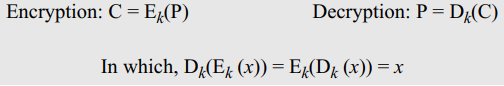 Encryption: C = Eₖ(P) Decryption: P = Dₖ(C)
In which, Dₖ(Eₖ (x)) = Eₖ(Dₖ (x)) = x